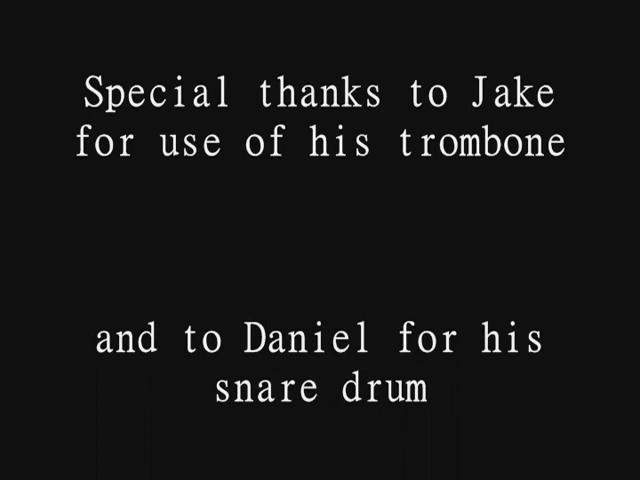 Special thanks to Jake
for use of his trombone
and to Daniel for his
snare drum